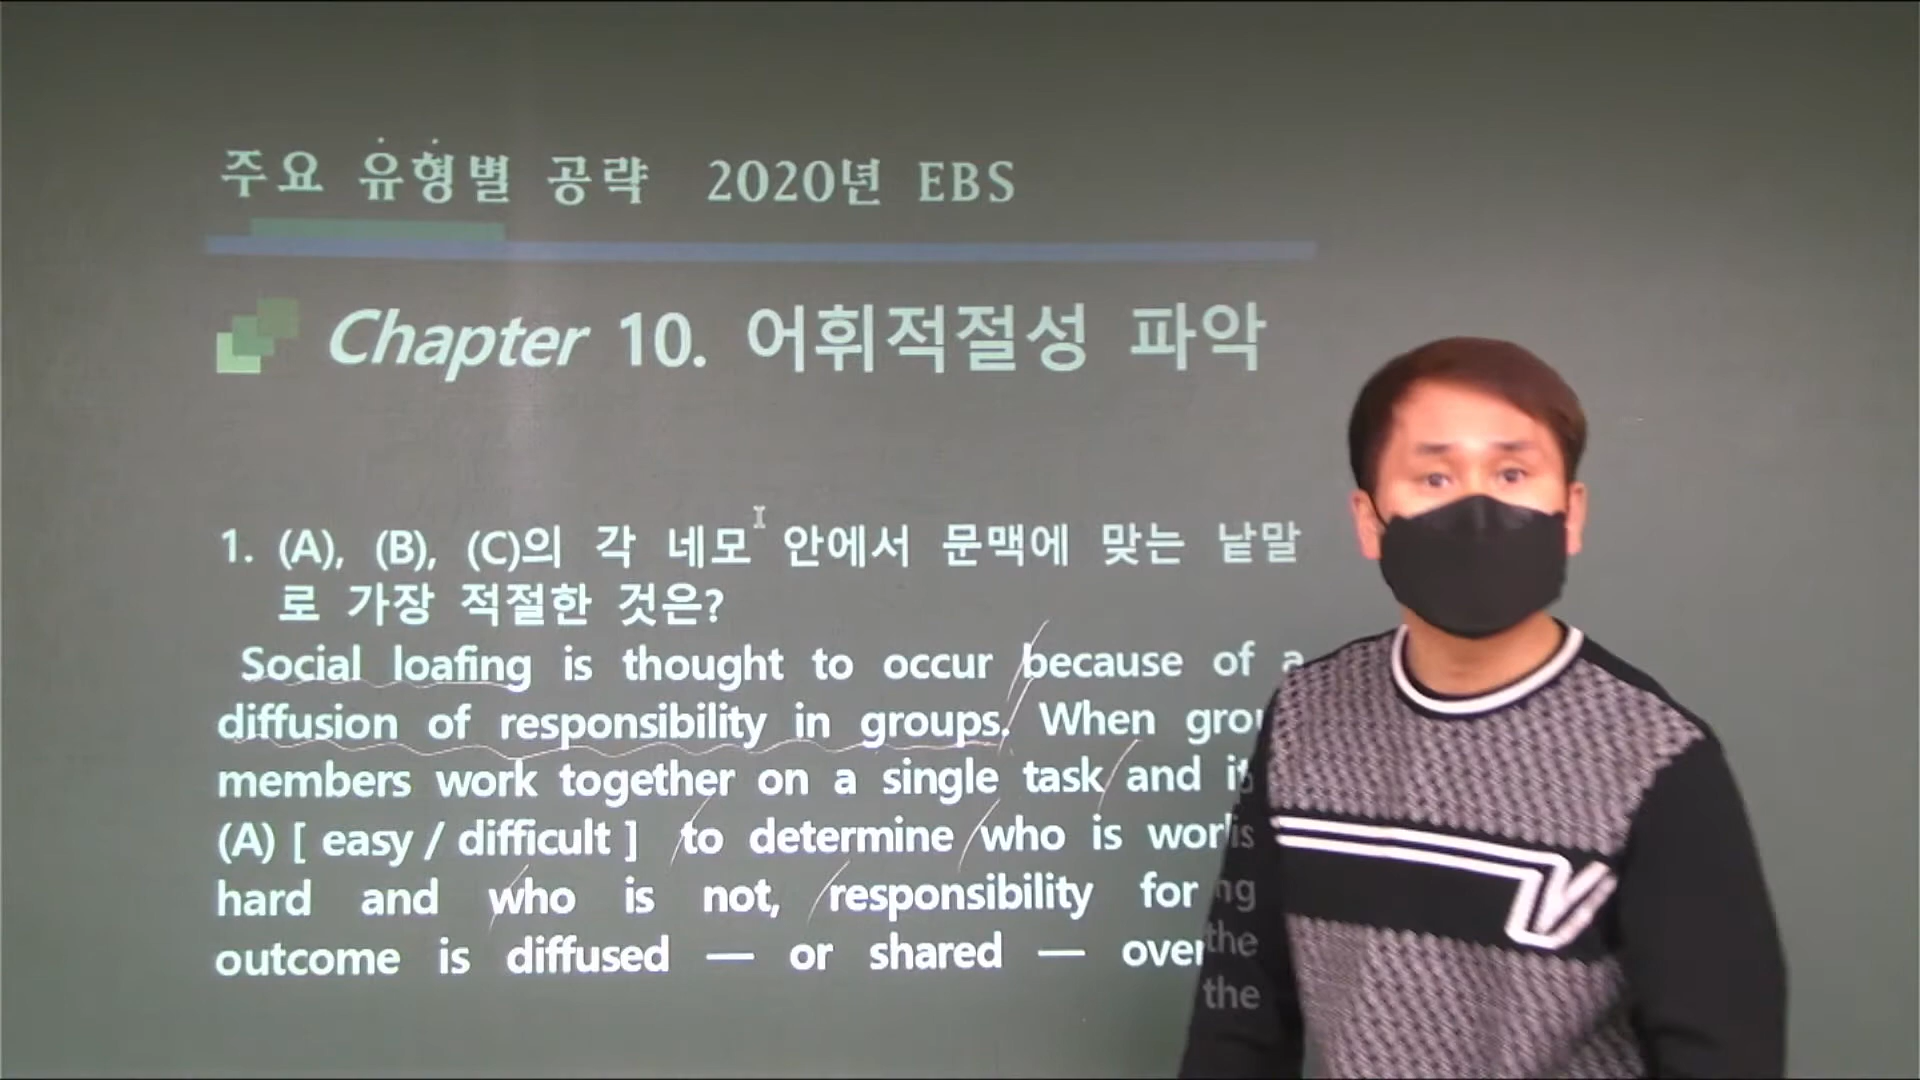 주요 유형별 공략 2020년 EBS
Chapter 10. 어휘적절성 파악
1. (A), (B), (C)의 각 네모 안에서 문맥에 맞는 낱말
로 가장 적절한 것은?
Social loafing is thought to occur because of a
diffusion of responsibility in groups. When
members work together on a single task and
(A) [ easy / difficult ] to determine who is
hard and who is not, responsibility for the
outcome is diffused — or shared — over the